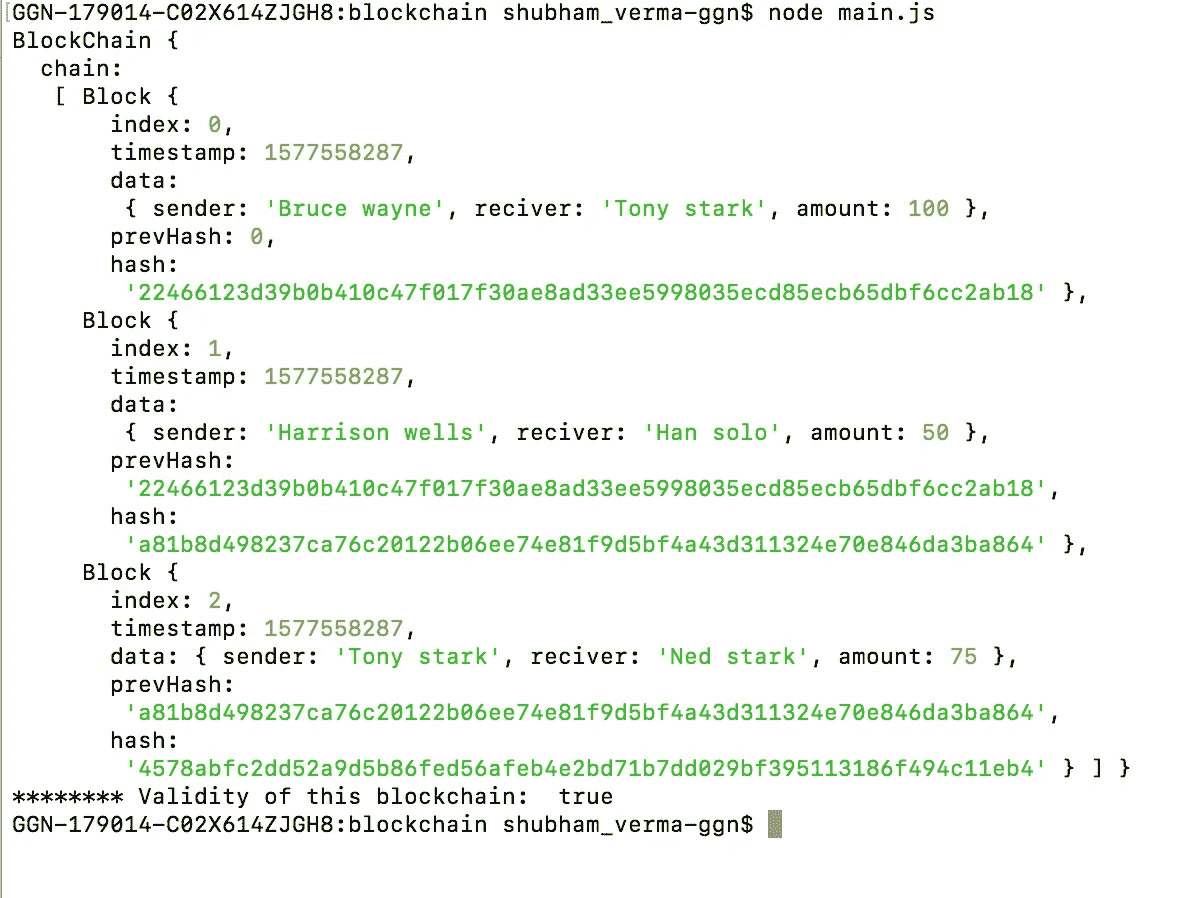 [GGN-179014-C02X614ZJGH8:blockchain shubham_verma-ggn$ node main.js
BlockChain {
  chain:
   [ Block {
       index: 0,
       timestamp: 1577558287,
       data:
        { sender: 'Bruce wayne', reciver: 'Tony stark', amount: 100 },
       prevHash: 0,
       hash:
        '22466123d39b0b410c47f017f30ae8ad33ee5998035ecd85ecb65dbf6cc2ab18' },
     Block {
       index: 1,
       timestamp: 1577558287,
       data:
        { sender: 'Harrison wells', reciver: 'Han solo', amount: 50 },
       prevHash:
        '22466123d39b0b410c47f017f30ae8ad33ee5998035ecd85ecb65dbf6cc2ab18',
       hash:
        'a81b8d498237ca76c20122b06ee74e81f9d5bf4a43d311324e70e846da3ba864' },
     Block {
       index: 2,
       timestamp: 1577558287,
       data: { sender: 'Tony stark', reciver: 'Ned stark', amount: 75 },
       prevHash:
        'a81b8d498237ca76c20122b06ee74e81f9d5bf4a43d311324e70e846da3ba864',
       hash:
        '4578abfc2dd52a9d5b86fed56afeb4e2bd71b7dd029bf395113186f494c11eb4' } ] }
******** Validity of this blockchain:  true
GGN-179014-C02X614ZJGH8:blockchain shubham_verma-ggn$